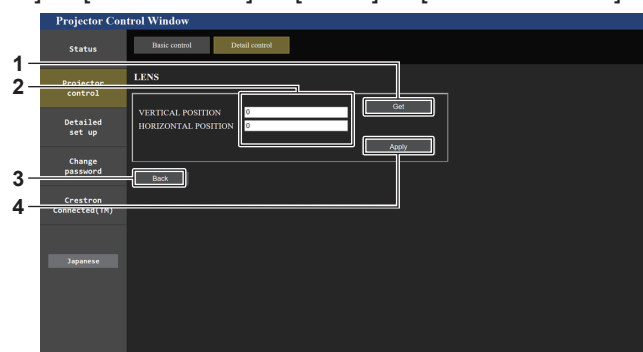 Projector Control Window
Status
Basic control
Detail control
1
2
Projector
control
LENS
VERTICAL POSITION
0
Get
HORIZONTAL POSITION
0
Detailed
set up
Apply
Change
password
3
Back
4
Crestron
Connected(TM)
Japanese